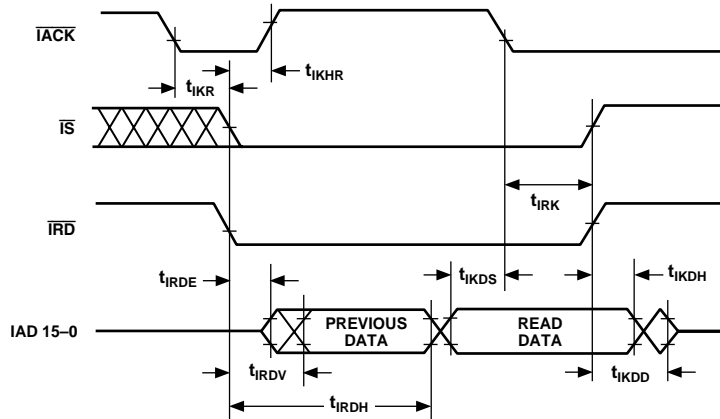 IACK
tIKR
tIKHR
IS
tIRK
IRD
tIRDE
tIKDS
tIKDH
IAD 15–0
PREVIOUS
DATA
READ
DATA
tIRDV
tIKDD
tIRDH